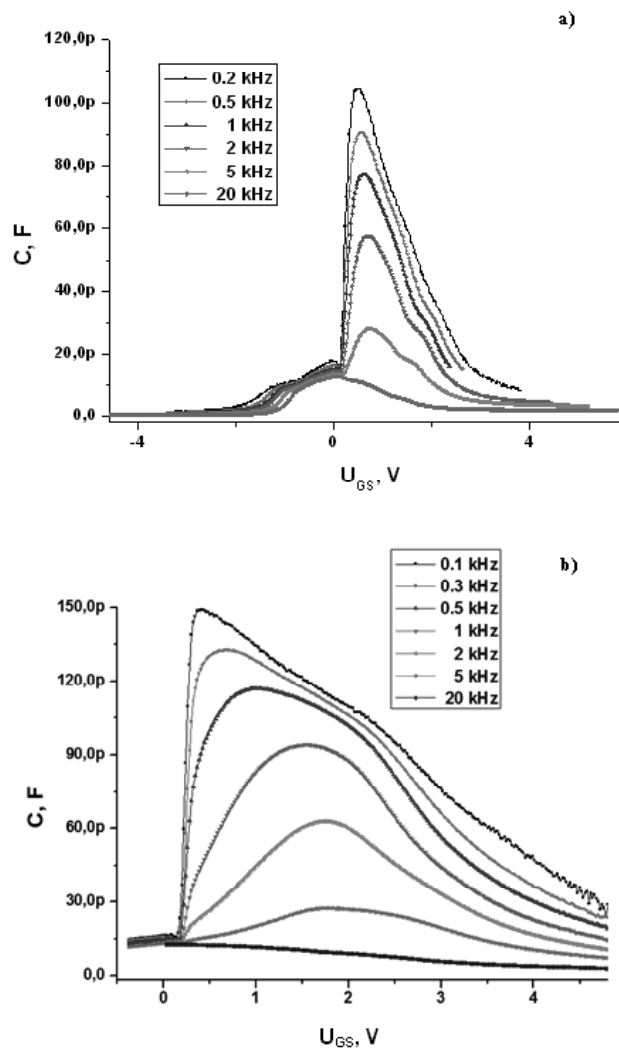 a)
120,0p
100,0p
80,0p
60,0p
40,0p
20,0p
0,0
C, F
0.2 kHz
0.5 kHz
1 kHz
2 kHz
5 kHz
20 kHz
-4
0
4
U_GS, V
b)
150,0p
120,0p
90,0p
60,0p
30,0p
0,0
C, F
0.1 kHz
0.3 kHz
0.5 kHz
1 kHz
2 kHz
5 kHz
20 kHz
0
1
2
3
4
U_GS, V